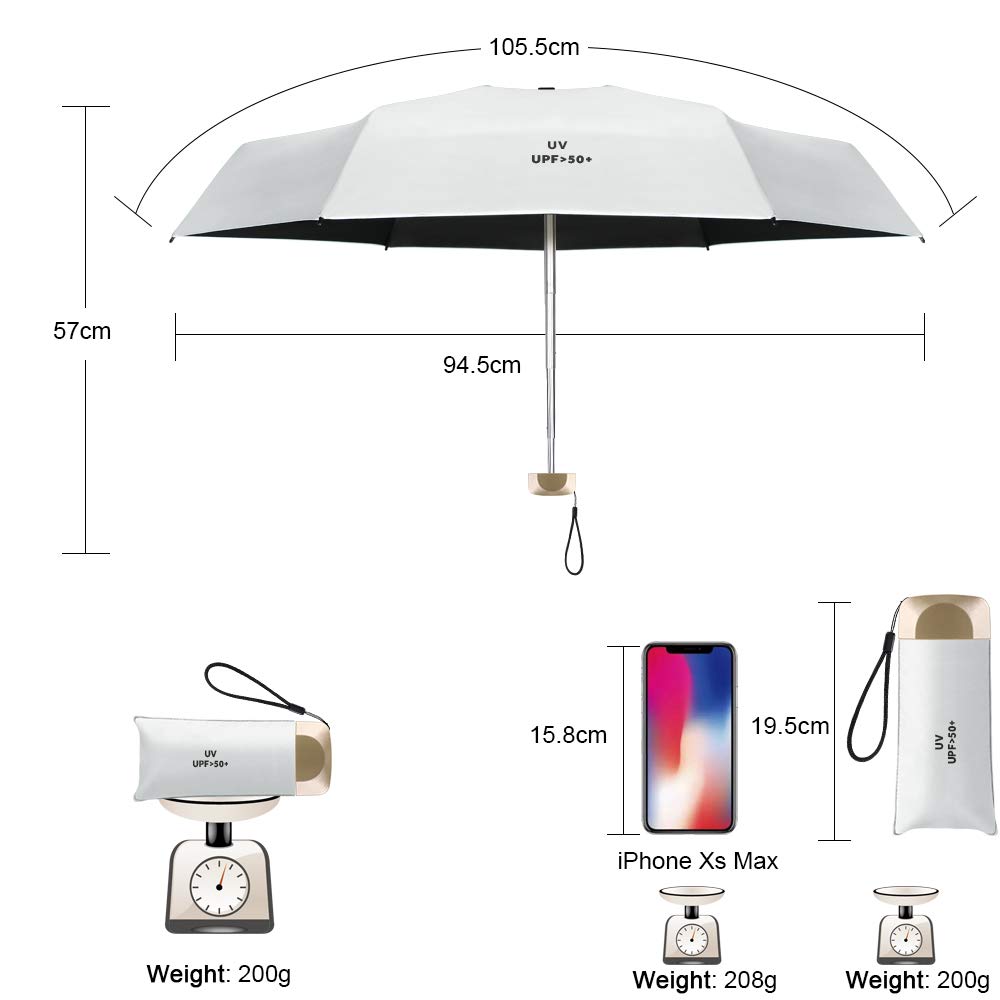 105.5cm
UV
UPF>50+
57cm
94.5cm
UV
UPF>50+
15.8cm
19.5cm
UV
UPF>50+
iPhone Xs Max
Weight: 200g
Weight: 208g
Weight: 200g